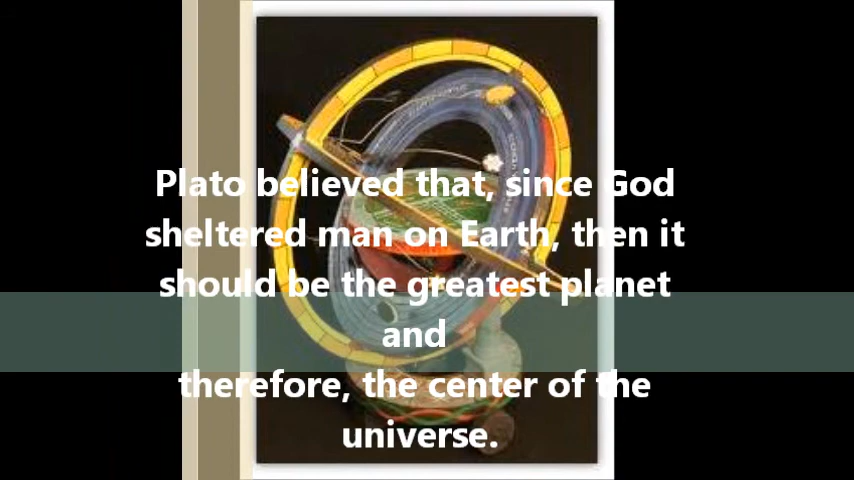 Plato believed that, since God
sheltered man on Earth, then it
should be the greatest planet
and
therefore, the center of the
universe.